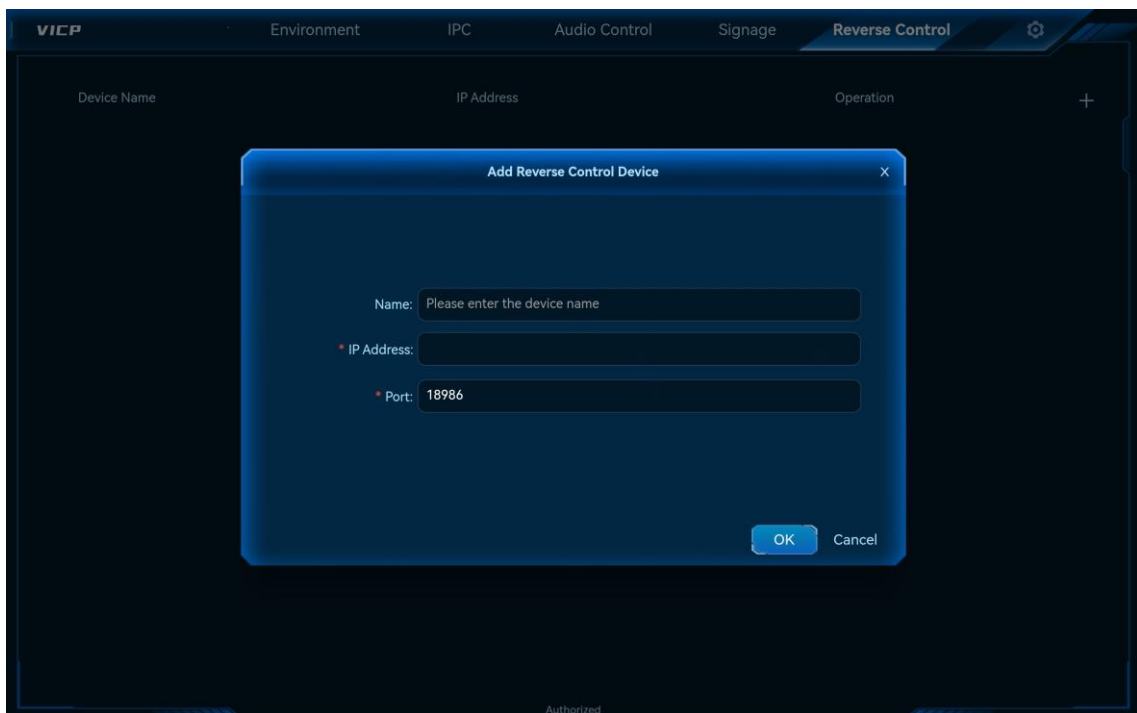 VICP Environment IPC Audio Control Signage Reverse Control
Device Name IP Address Operation +
Add Reverse Control Device X
Name: Please enter the device name
* IP Address:
* Port: 18986
OK Cancel
Authorized